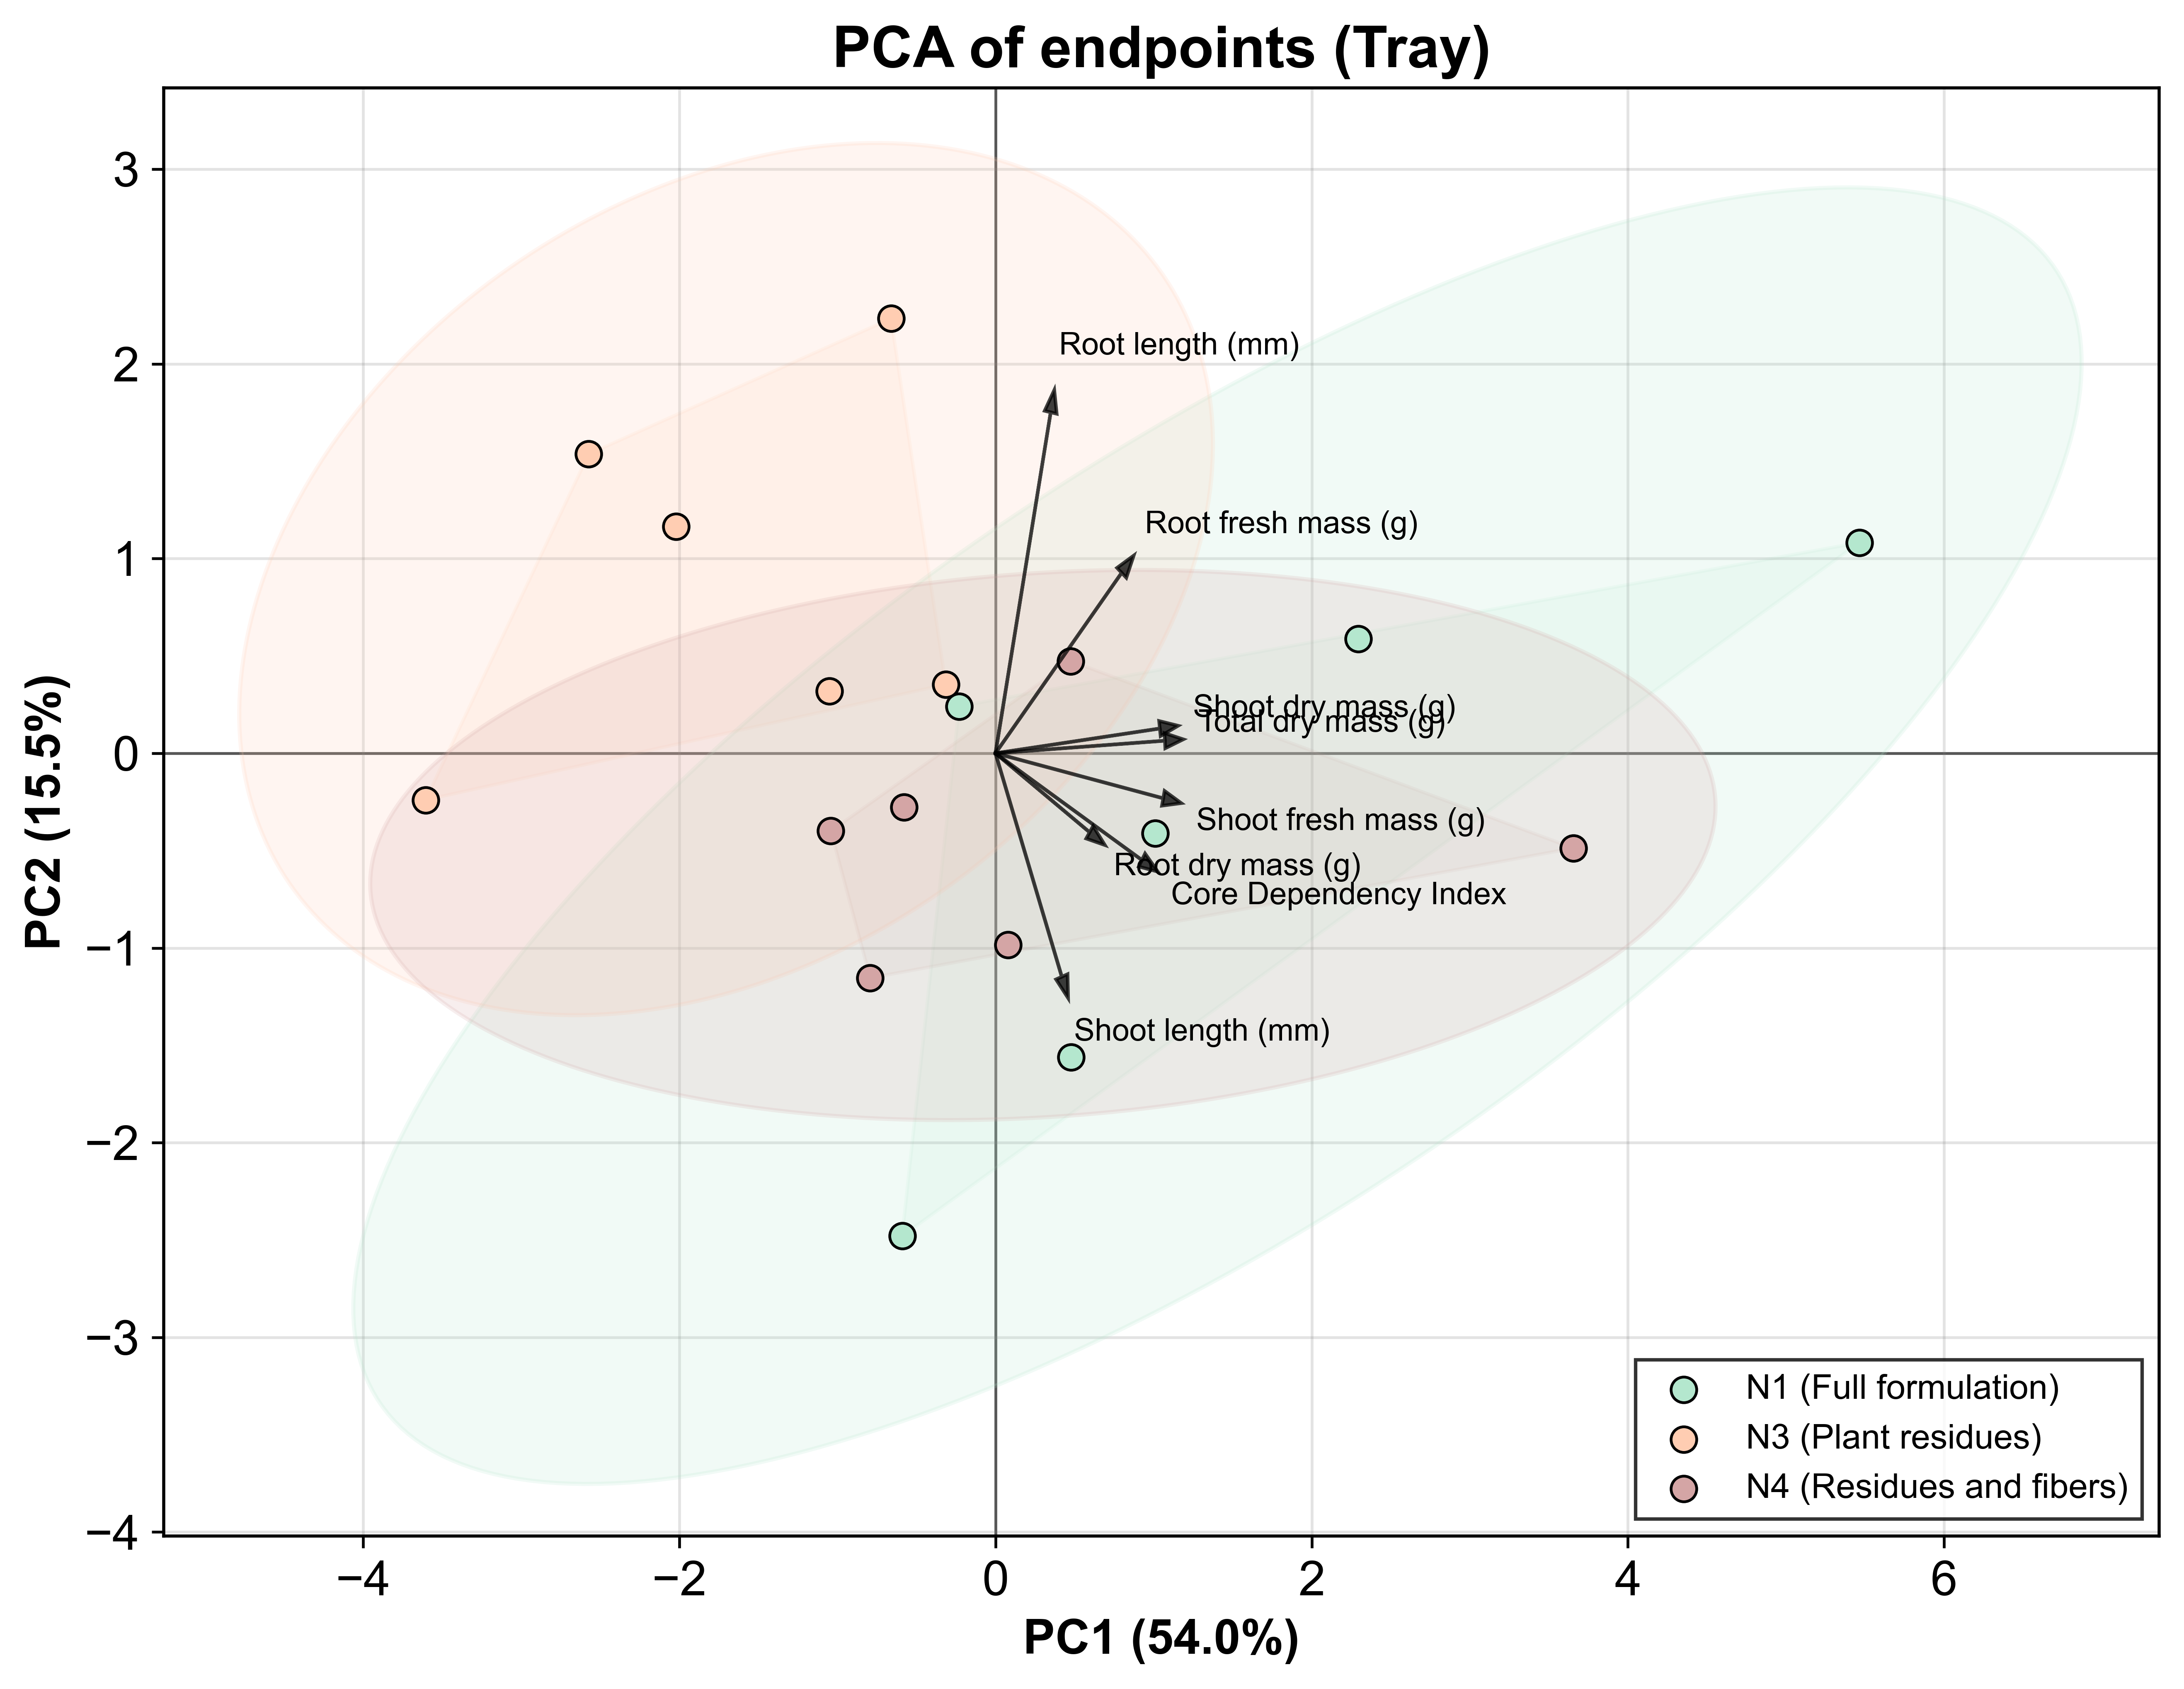 PCA of endpoints (Tray)
3
2
1
0
−1
−2
−3
−4
PC2 (15.5%)
Root length (mm)
Root fresh mass (g)
Shoot dry mass (g)
Total dry mass (g)
Shoot fresh mass (g)
Root dry mass (g)
Core Dependency Index
Shoot length (mm)
N1 (Full formulation)
N3 (Plant residues)
N4 (Residues and fibers)
−4 −2 0 2 4 6
PC1 (54.0%)